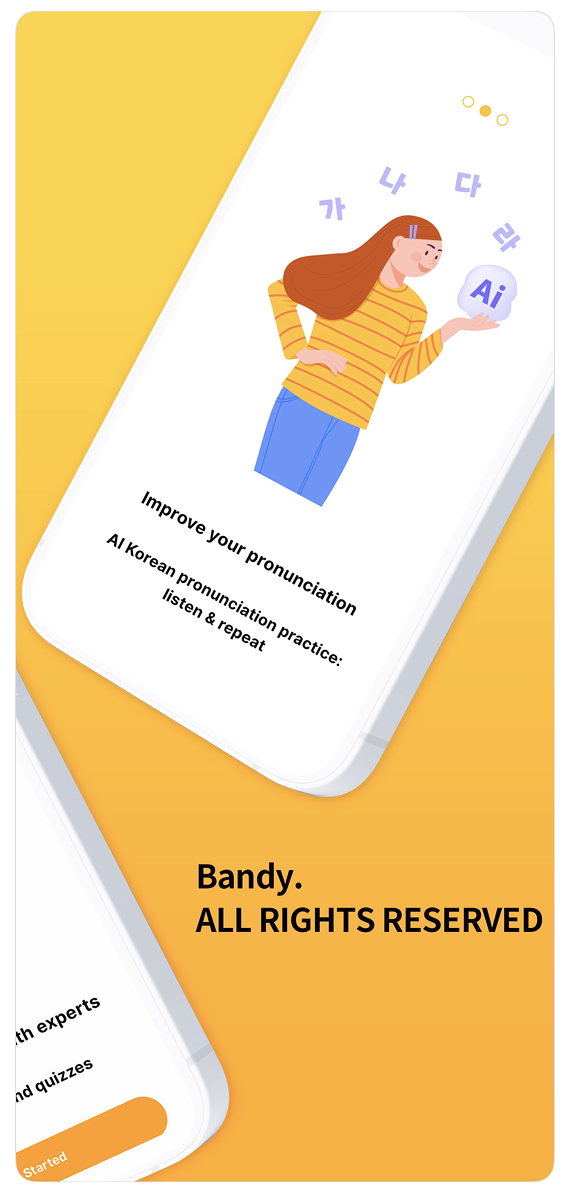 가 나 다 라
Ai
Improve your pronunciation
AI Korean pronunciation practice:
listen & repeat
Bandy.
ALL RIGHTS RESERVED
th experts
nd quizzes
Started